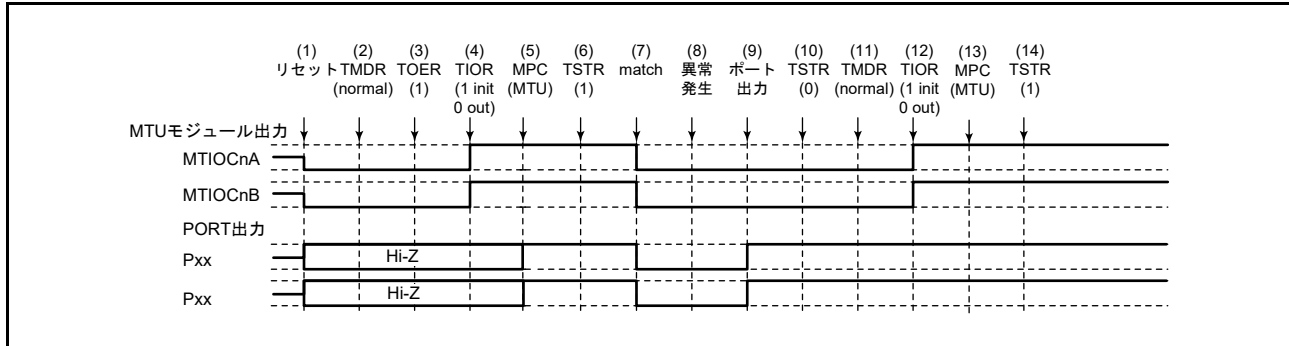 (1) (2) (3) (4) (5) (6) (7) (8) (9) (10) (11) (12) (13) (14)
リセット TMDR TOER TIOR MPC TSTR match 異常 ポート TSTR TMDR TIOR MPC TSTR
(normal) (1) (1 init (MTU) (1) 発生 出力 (0) (normal) (1 init (MTU) (1)
0 out) 0 out)
MTUモジュール出力
MTIOCnA
MTIOCnB
PORT出力
Pxx Hi-Z
Pxx Hi-Z